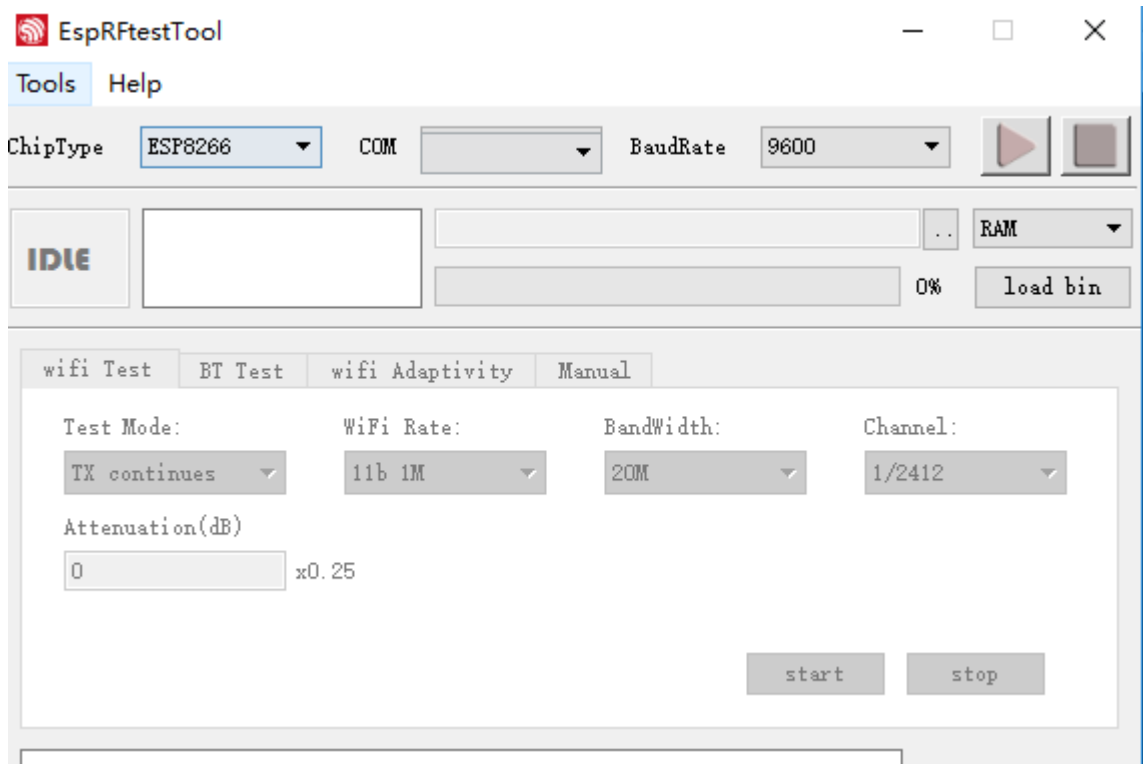 EspRFtestTool
Tools Help
ChipType ESP8266 COM BaudRate 9600
IDLE .. RAM
0% load bin
wifi Test BT Test wifi Adaptivity Manual
Test Mode: WiFi Rate: BandWidth: Channel:
TX continues 11b 1M 20M 1/2412
Attenuation(dB)
0 x0.25
start stop